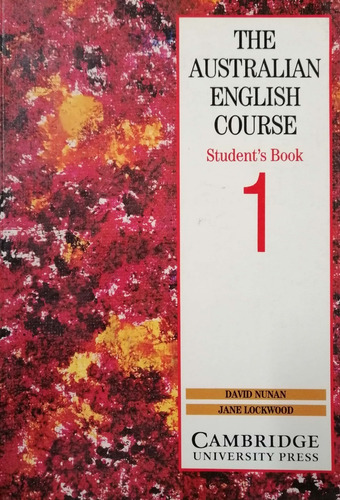 THE
AUSTRALIAN
ENGLISH
COURSE
Student's Book
1
DAVID NUNAN
JANE LOCKWOOD
CAMBRIDGE
UNIVERSITY PRESS